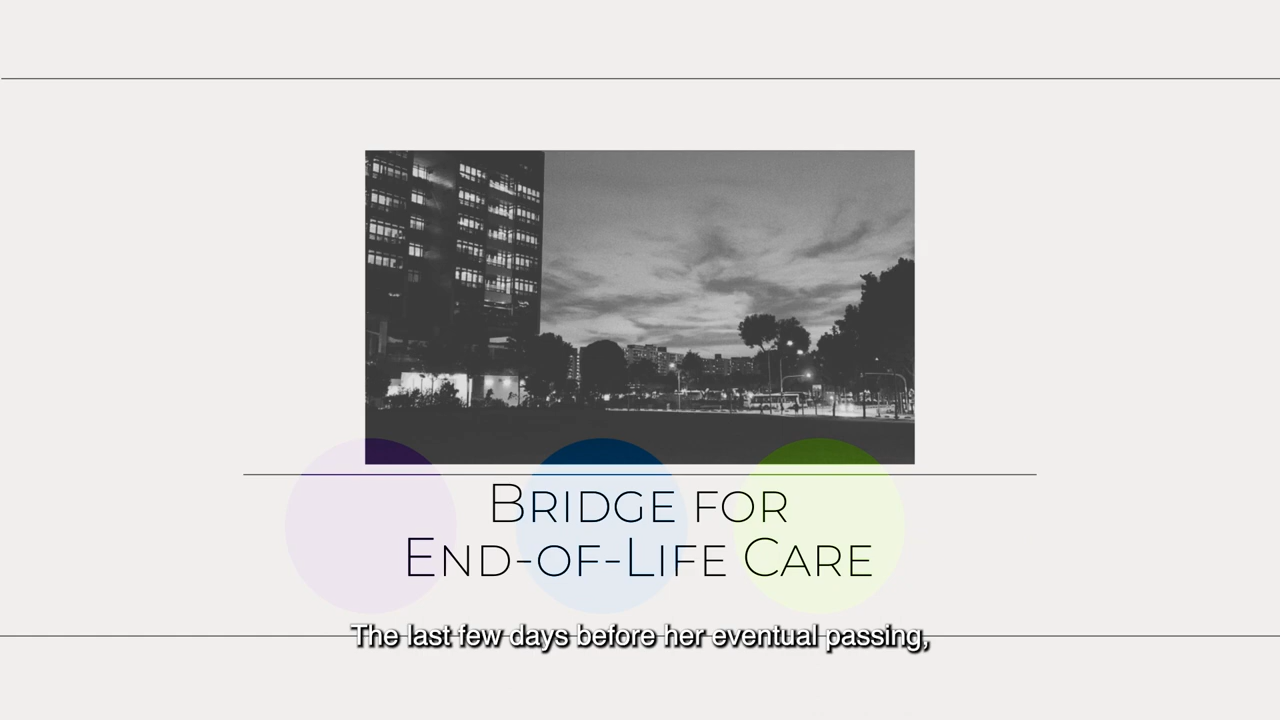 Bridge for
End-of-Life Care
The last few days before her eventual passing,